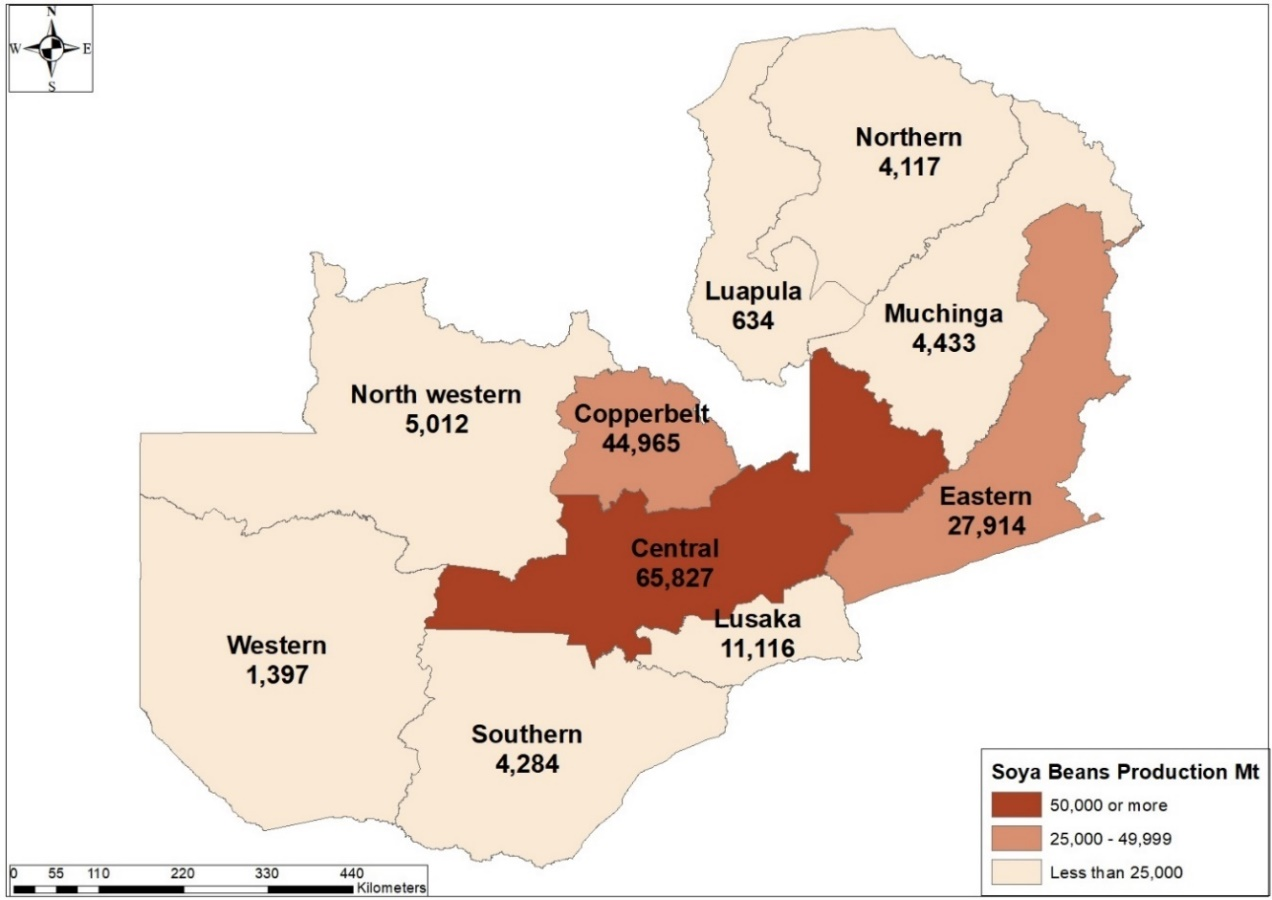 N
W E
S
Northern
4,117
Luapula
634
Muchinga
4,433
North western
5,012
Copperbelt
44,965
Eastern
27,914
Central
65,827
Lusaka
11,116
Western
1,397
Southern
4,284
Soya Beans Production Mt
50,000 or more
25,000 - 49,999
Less than 25,000
0 55 110 220 330 440
Kilometers